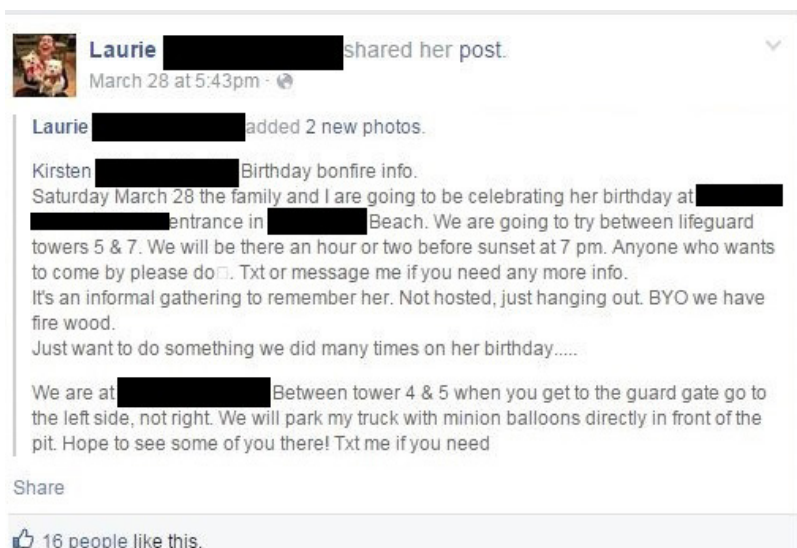 Laurie shared her post.
March 28 at 5:43pm ·
Laurie added 2 new photos.
Kirsten Birthday bonfire info.
Saturday March 28 the family and I are going to be celebrating her birthday at
entrance in Beach. We are going to try between lifeguard
towers 5 & 7. We will be there an hour or two before sunset at 7 pm. Anyone who wants
to come by please do□. Txt or message me if you need any more info.
It's an informal gathering to remember her. Not hosted, just hanging out. BYO we have
fire wood.
Just want to do something we did many times on her birthday.....
We are at Between tower 4 & 5 when you get to the guard gate go to
the left side, not right. We will park my truck with minion balloons directly in front of the
pit. Hope to see some of you there! Txt me if you need
Share
16 people like this.